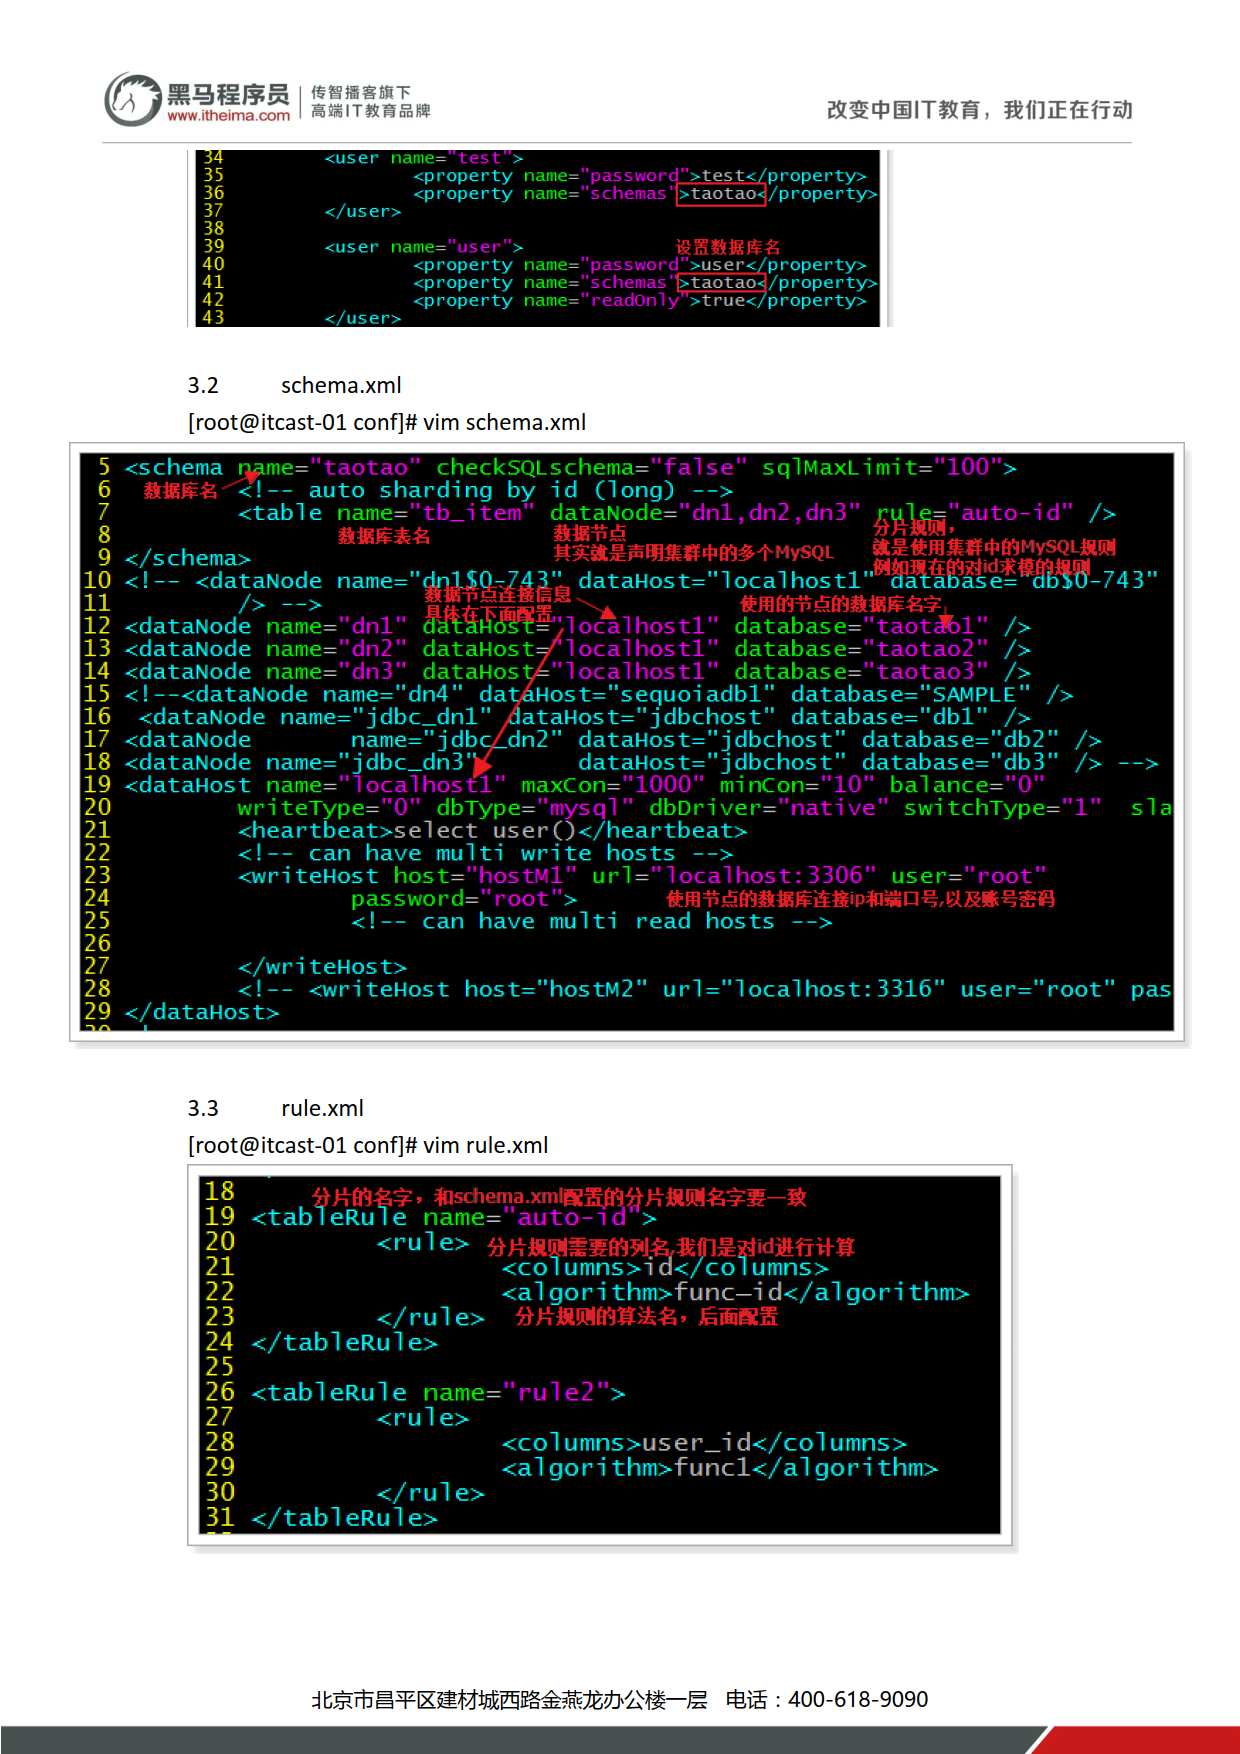 黑马程序员
www.itheima.com
传智播客旗下
高端IT教育品牌
改变中国IT教育，我们正在行动
34 <user name="test">
35 <property name="password">test</property>
36 <property name="schemas">taotao</property>
37 </user>
38
39 <user name="user"> 设置数据库名
40 <property name="password">user</property>
41 <property name="schemas">taotao</property>
42 <property name="readOnly">true</property>
43 </user>
3.2 schema.xml
[root@itcast-01 conf]# vim schema.xml
5 <schema name="taotao" checkSQLschema="false" sqlMaxLimit="100">
6 数据库名 <!-- auto sharding by id (long) -->
7 <table name="tb_item" dataNode="dn1,dn2,dn3" rule="auto-id" />
8 数据库表名 数据节点 分片规则，
其实就是声明集群中的多个MySQL 就是使用集群中的MySQL规则
9 </schema>
例如现在的对id求模的规则
10 <!-- <dataNode name="dn1$0-743" dataHost="localhost1" database="db$0-743"
11 /> -->
数据节点连接信息 使用的节点的数据库名字
具体在下面配置
12 <dataNode name="dn1" dataHost="localhost1" database="taotao1" />
13 <dataNode name="dn2" dataHost="localhost1" database="taotao2" />
14 <dataNode name="dn3" dataHost="localhost1" database="taotao3" />
15 <!--<dataNode name="dn4" dataHost="sequoiadb1" database="SAMPLE" />
16 <dataNode name="jdbc_dn1" dataHost="jdbchost" database="db1" />
17 <dataNode name="jdbc_dn2" dataHost="jdbchost" database="db2" />
18 <dataNode name="jdbc_dn3" dataHost="jdbchost" database="db3" /> -->
19 <dataHost name="localhost1" maxCon="1000" minCon="10" balance="0"
20 writeType="0" dbType="mysql" dbDriver="native" switchType="1" sla
21 <heartbeat>select user()</heartbeat>
22 <!-- can have multi write hosts -->
23 <writeHost host="hostM1" url="localhost:3306" user="root"
24 password="root"> 使用节点的数据库连接ip和端口号,以及账号密码
25 <!-- can have multi read hosts -->
26
27 </writeHost>
28 <!-- <writeHost host="hostM2" url="localhost:3316" user="root" pas
29 </dataHost>
3.3 rule.xml
[root@itcast-01 conf]# vim rule.xml
18 分片的名字，和schema.xml配置的分片规则名字要一致
19 <tableRule name="auto-id">
20 <rule> 分片规则需要的列名,我们是对id进行计算
21 <columns>id</columns>
22 <algorithm>func-id</algorithm>
23 </rule> 分片规则的算法名，后面配置
24 </tableRule>
25
26 <tableRule name="rule2">
27 <rule>
28 <columns>user_id</columns>
29 <algorithm>func1</algorithm>
30 </rule>
31 </tableRule>
北京市昌平区建材城西路金燕龙办公楼一层 电话：400-618-9090